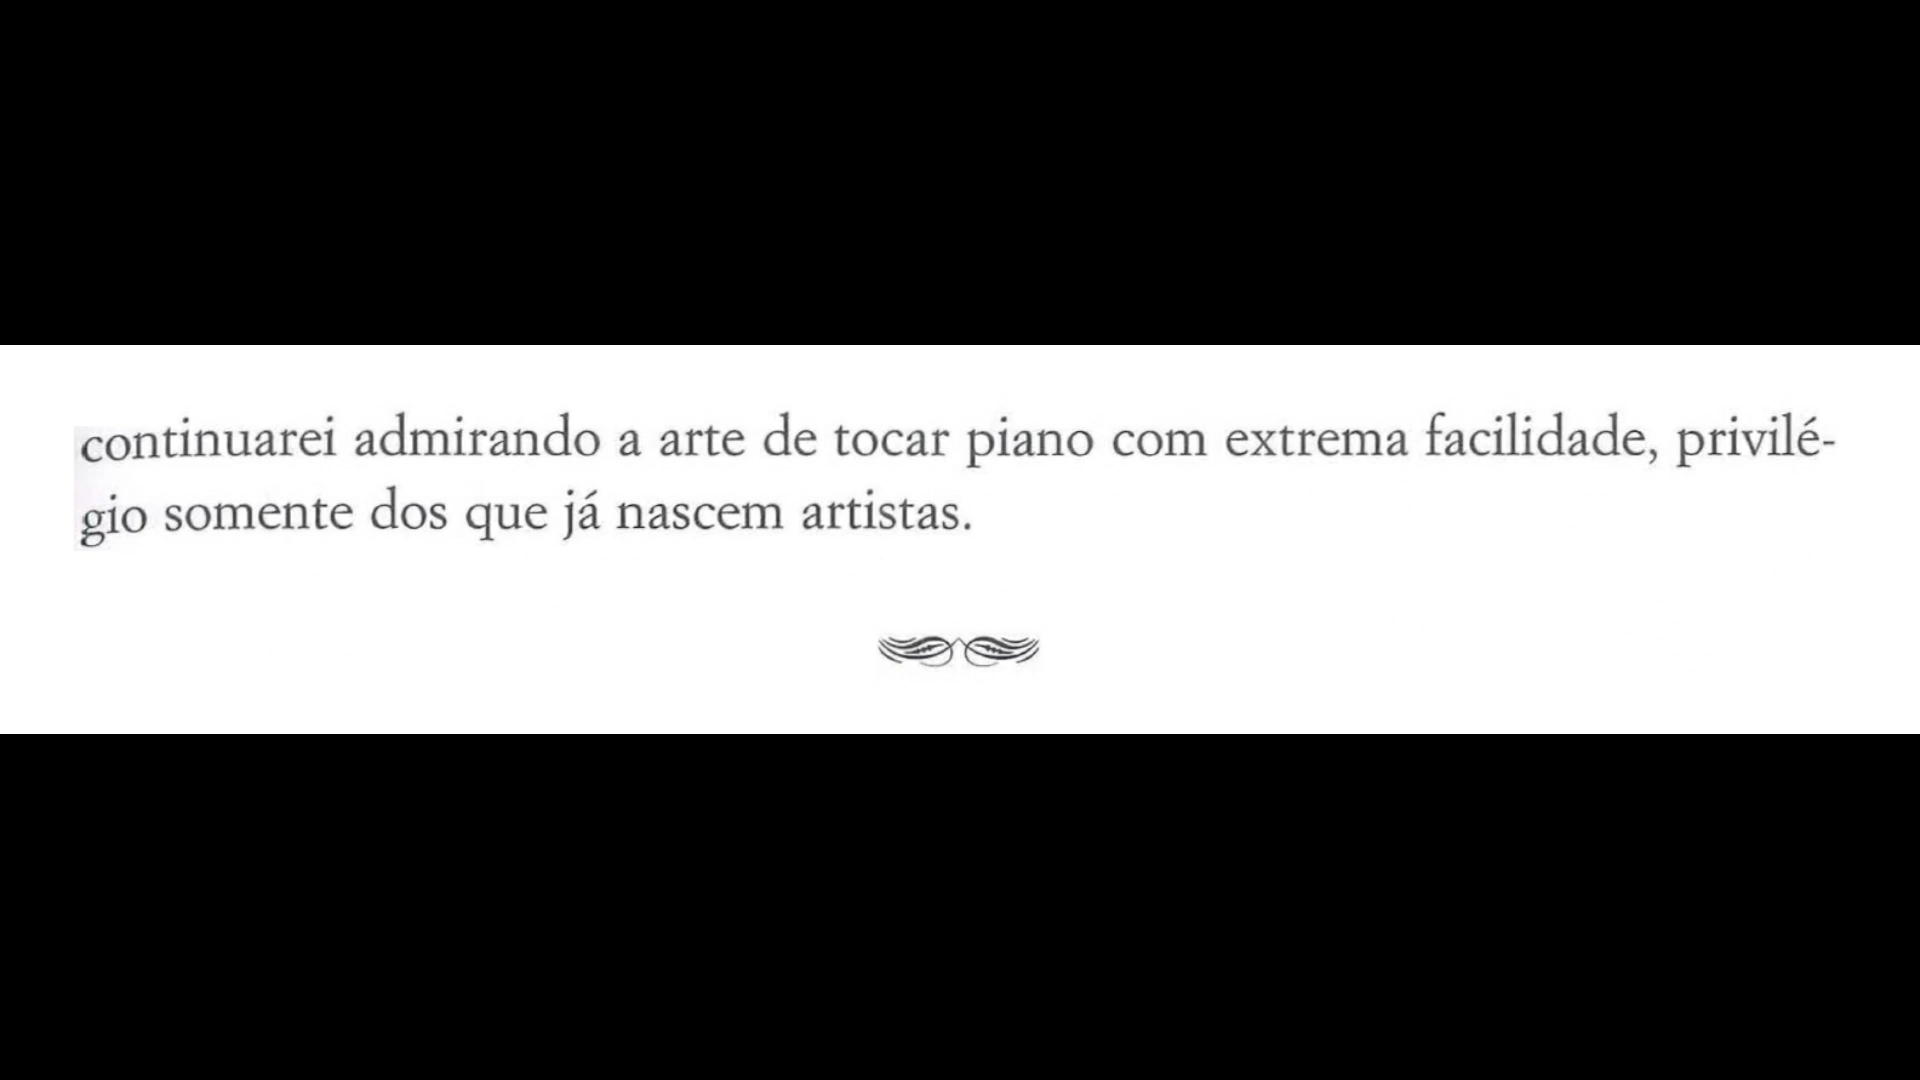 continuarei admirando a arte de tocar piano com extrema facilidade, privilé-
gio somente dos que já nascem artistas.